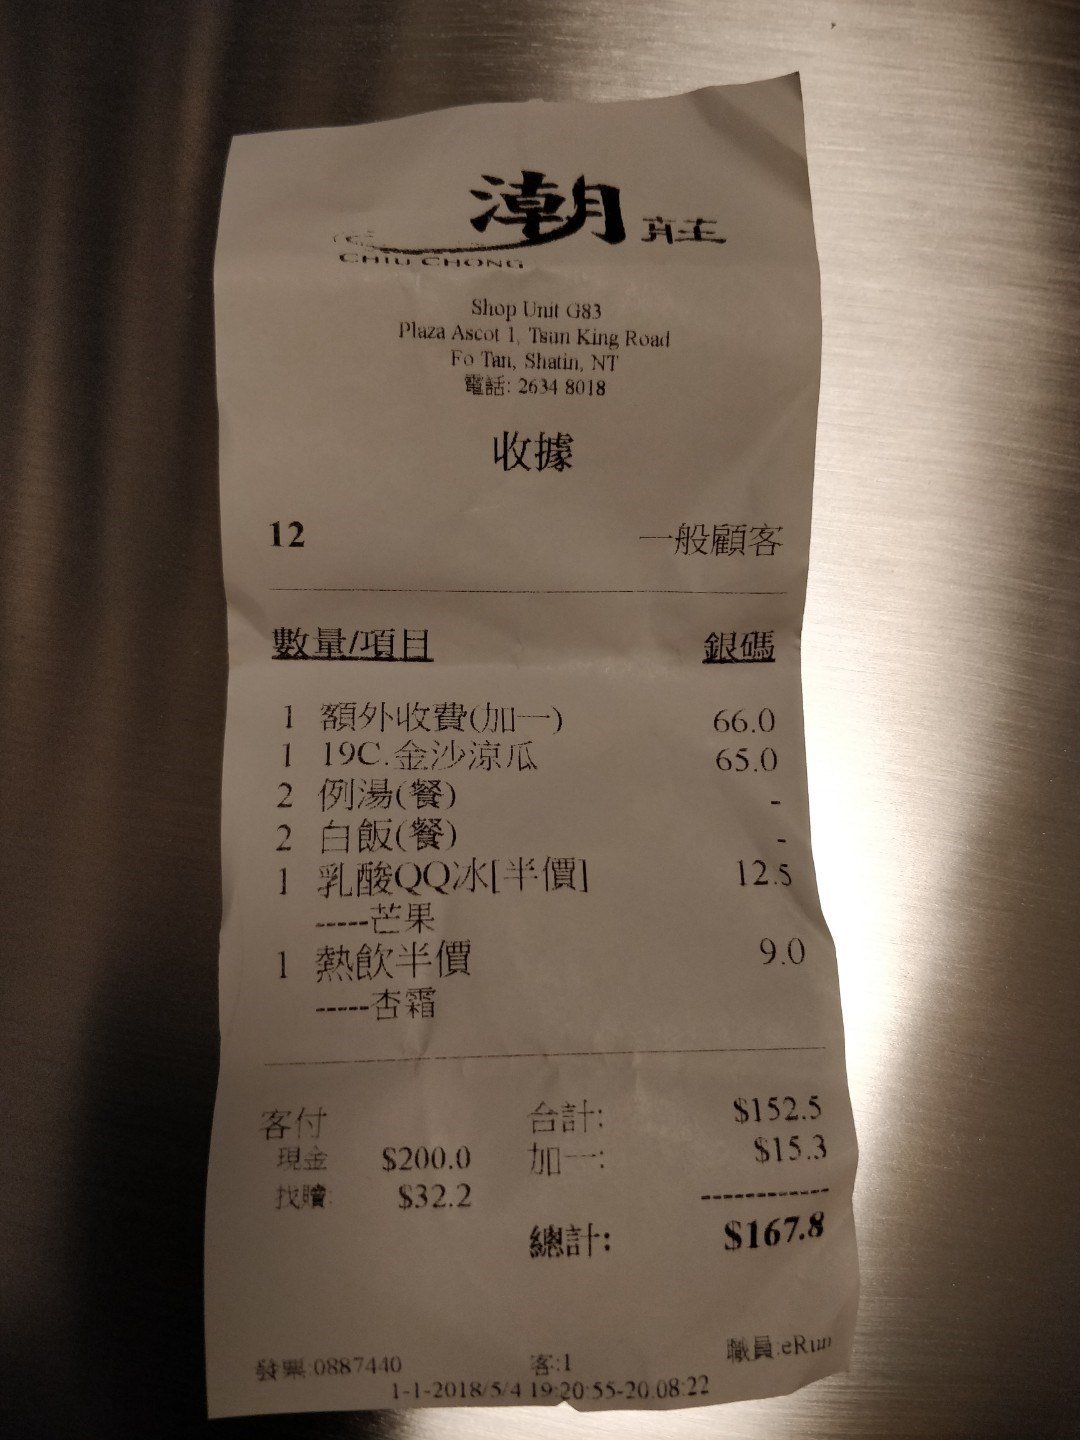 潮莊
CHIU CHONG
Shop Unit G83
Plaza Ascot 1, Tsun King Road
Fo Tan, Shatin, NT
電話: 2634 8018
收據
12 一般顧客
數量/項目 銀碼
1 額外收費(加一) 66.0
1 19C.金沙涼瓜 65.0
2 例湯(餐) -
2 白飯(餐) -
1 乳酸QQ冰[半價] 12.5
-----芒果
1 熱飲半價 9.0
-----杏霜
客付 合計: $152.5
現金 $200.0 加一: $15.3
找贖: $32.2 -------------
總計: $167.8
發票:0887440 客:1 職員:eRun
1-1-2018/5/4 19:20:55-20:08:22